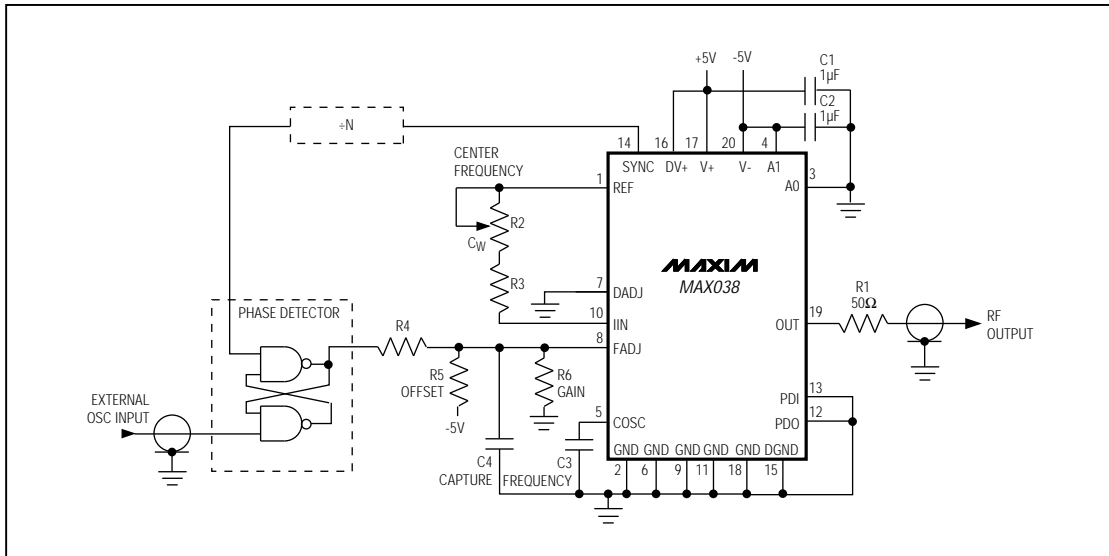 +5V
-5V
C1
1µF
C2
1µF
÷N
14
16
17
20
4
SYNC
DV+
V+
V-
A1
CENTER
FREQUENCY
1
REF
3
A0
R2
CW
R3
MAXIM
MAX038
7
DADJ
10
IIN
8
FADJ
R1
50Ω
19
OUT
RF
OUTPUT
PHASE DETECTOR
R4
R5
OFFSET
-5V
R6
GAIN
EXTERNAL
OSC INPUT
5
COSC
13
PDI
12
PDO
C4
CAPTURE FREQUENCY
C3
GND
GND
GND
GND
GND
DGND
2
6
9
11
18
15